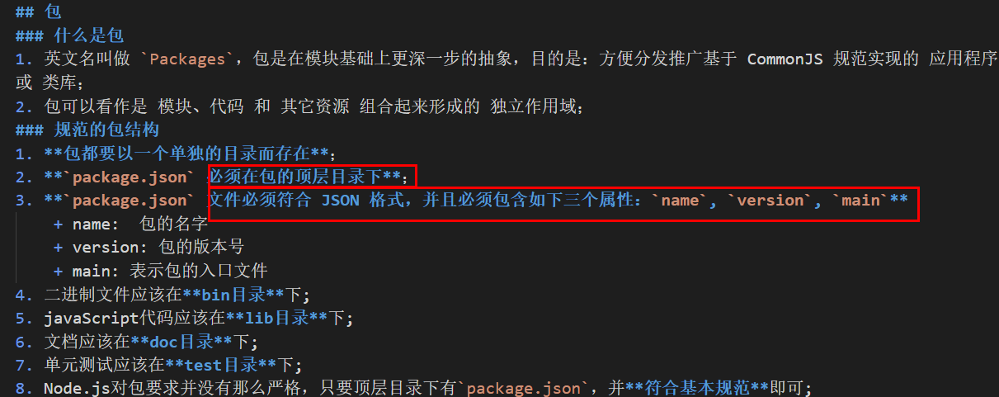 ## 包
### 什么是包
1. 英文名叫做 `Packages`，包是在模块基础上更深一步的抽象，目的是：方便分发推广基于 CommonJS 规范实现的 应用程序
或 类库；
2. 包可以看作是 模块、代码 和 其它资源 组合起来形成的 独立作用域；
### 规范的包结构
1. **包都要以一个单独的目录而存在**；
2. **`package.json` 必须在包的顶层目录下**；
3. **`package.json` 文件必须符合 JSON 格式，并且必须包含如下三个属性：`name`, `version`, `main`**
+ name:  包的名字
+ version: 包的版本号
+ main: 表示包的入口文件
4. 二进制文件应该在**bin目录**下;
5. javaScript代码应该在**lib目录**下;
6. 文档应该在**doc目录**下;
7. 单元测试应该在**test目录**下;
8. Node.js对包要求并没有那么严格，只要顶层目录下有`package.json`，并**符合基本规范**即可;